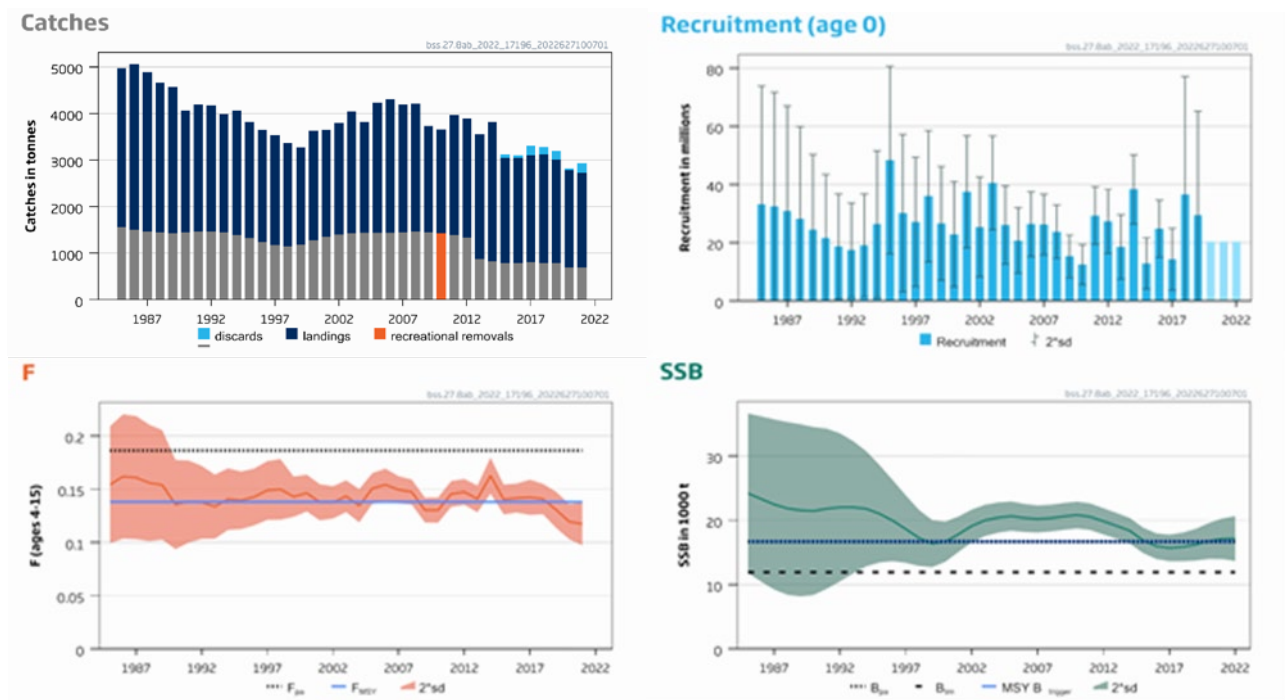 Catches
bss.27.8ab_2022_17196_2022627100701
Catches in tonnes
5000
4000
3000
2000
1000
0
1987 1992 1997 2002 2007 2012 2017 2022
discards landings recreational removals
Recruitment (age 0)
bss.27.8ab_2022_17196_2022627100701
Recruitment in millions
80
60
40
20
0
1987 1992 1997 2002 2007 2012 2017 2022
Recruitment 2*sd
F
bss.27.8ab_2022_17196_2022627100701
F (ages 4-15)
0.2
0.15
0.1
0.05
0
1987 1992 1997 2002 2007 2012 2017 2022
Fpa FMSY 2*sd
SSB
bss.27.8ab_2022_17196_2022627100701
SSB in 1000 t
30
20
10
0
1987 1992 1997 2002 2007 2012 2017 2022
Bpa Blim MSY Btrigger 2*sd